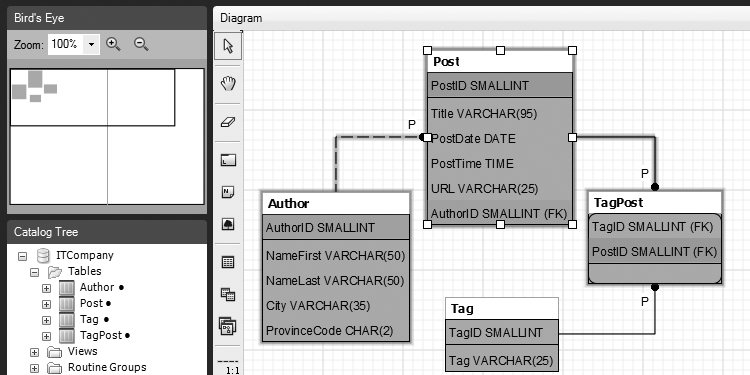 Bird's Eye
Zoom: 100%
Catalog Tree
ITCompany
Tables
Author
Post
Tag
TagPost
Views
Routine Groups
Diagram
1:1
Post
PostID SMALLINT
Title VARCHAR(95)
PostDate DATE
PostTime TIME
URL VARCHAR(25)
AuthorID SMALLINT (FK)
P
Author
AuthorID SMALLINT
NameFirst VARCHAR(50)
NameLast VARCHAR(50)
City VARCHAR(35)
ProvinceCode CHAR(2)
P
TagPost
TagID SMALLINT (FK)
PostID SMALLINT (FK)
P
Tag
TagID SMALLINT
Tag VARCHAR(25)